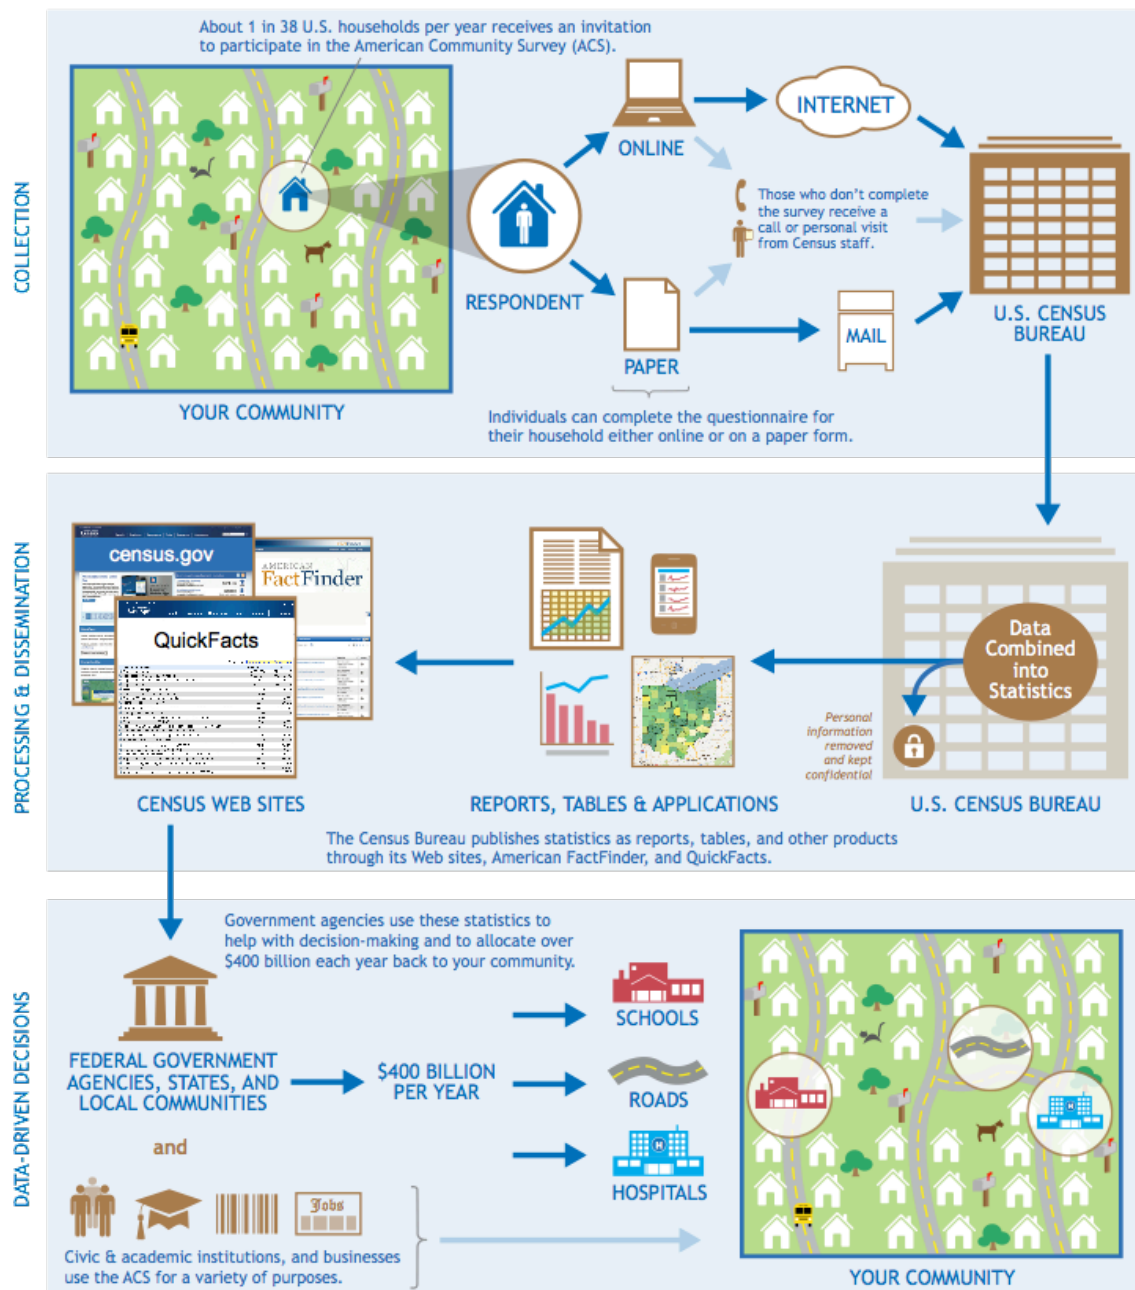 About 1 in 38 U.S. households per year receives an invitation
to participate in the American Community Survey (ACS).
COLLECTION
YOUR COMMUNITY
RESPONDENT
ONLINE
INTERNET
Those who don't complete
the survey receive a
call or personal visit
from Census staff.
PAPER
MAIL
U.S. CENSUS
BUREAU
Individuals can complete the questionnaire for
their household either online or on a paper form.
PROCESSING & DISSEMINATION
census.gov
AMERICAN
FactFinder
QuickFacts
CENSUS WEB SITES
REPORTS, TABLES & APPLICATIONS
Data
Combined
into
Statistics
Personal
information
removed
and kept
confidential
U.S. CENSUS BUREAU
The Census Bureau publishes statistics as reports, tables, and other products
through its Web sites, American FactFinder, and QuickFacts.
DATA-DRIVEN DECISIONS
Government agencies use these statistics to
help with decision-making and to allocate over
$400 billion each year back to your community.
FEDERAL GOVERNMENT
AGENCIES, STATES, AND
LOCAL COMMUNITIES
$400 BILLION
PER YEAR
SCHOOLS
ROADS
H
HOSPITALS
and
Jobs
Civic & academic institutions, and businesses
use the ACS for a variety of purposes.
H
YOUR COMMUNITY